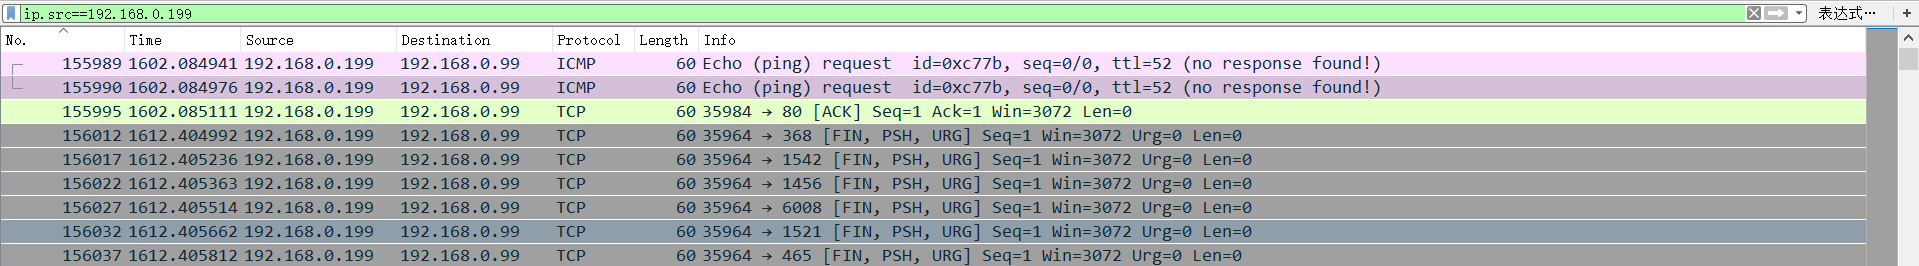 ip.src==192.168.0.199 表达式… +
No. Time Source Destination Protocol Length Info
155989 1602.084941 192.168.0.199 192.168.0.99 ICMP 60 Echo (ping) request id=0xc77b, seq=0/0, ttl=52 (no response found!)
155990 1602.084976 192.168.0.199 192.168.0.99 ICMP 60 Echo (ping) request id=0xc77b, seq=0/0, ttl=52 (no response found!)
155995 1602.085111 192.168.0.199 192.168.0.99 TCP 60 35984 → 80 [ACK] Seq=1 Ack=1 Win=3072 Len=0
156012 1612.404992 192.168.0.199 192.168.0.99 TCP 60 35964 → 368 [FIN, PSH, URG] Seq=1 Win=3072 Urg=0 Len=0
156017 1612.405236 192.168.0.199 192.168.0.99 TCP 60 35964 → 1542 [FIN, PSH, URG] Seq=1 Win=3072 Urg=0 Len=0
156022 1612.405363 192.168.0.199 192.168.0.99 TCP 60 35964 → 1456 [FIN, PSH, URG] Seq=1 Win=3072 Urg=0 Len=0
156027 1612.405514 192.168.0.199 192.168.0.99 TCP 60 35964 → 6008 [FIN, PSH, URG] Seq=1 Win=3072 Urg=0 Len=0
156032 1612.405662 192.168.0.199 192.168.0.99 TCP 60 35964 → 1521 [FIN, PSH, URG] Seq=1 Win=3072 Urg=0 Len=0
156037 1612.405812 192.168.0.199 192.168.0.99 TCP 60 35964 → 465 [FIN, PSH, URG] Seq=1 Win=3072 Urg=0 Len=0